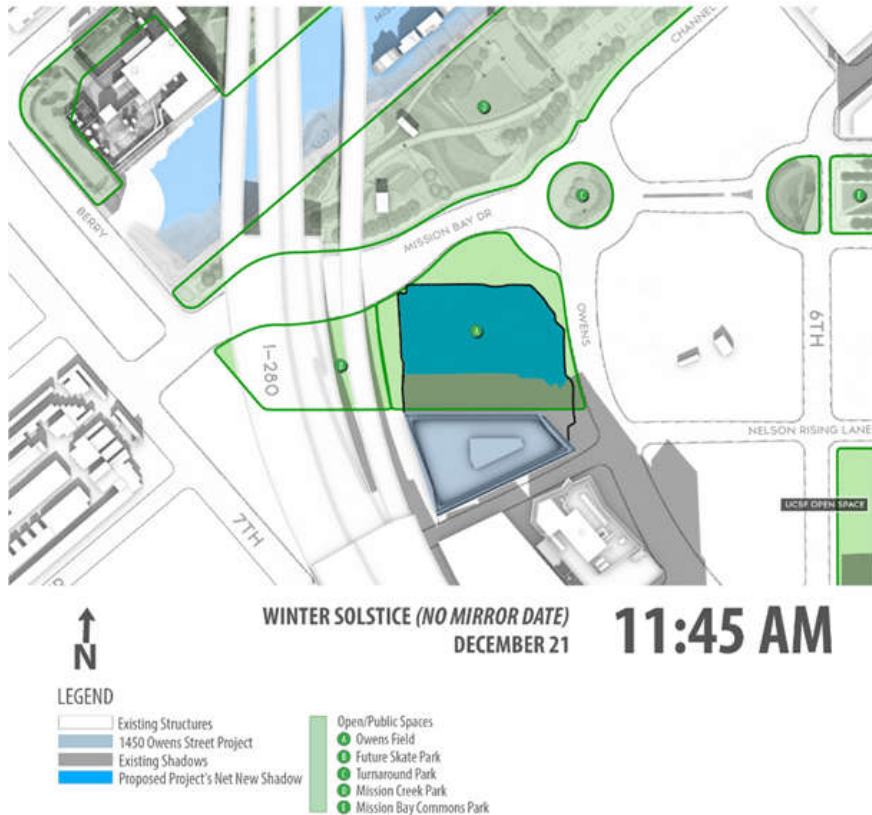 CHANNEL
BERRY
MISSION BAY DR
OWENS
I-280
6TH
A
B
NELSON RISING LANE
7TH
UCSF OPEN SPACE
N
WINTER SOLSTICE (NO MIRROR DATE)
DECEMBER 21
11:45 AM
LEGEND
Existing Structures
1450 Owens Street Project
Existing Shadows
Proposed Project's Net New Shadow
Open/Public Spaces
A Owens Field
B Future Skate Park
C Turnaround Park
D Mission Creek Park
E Mission Bay Commons Park